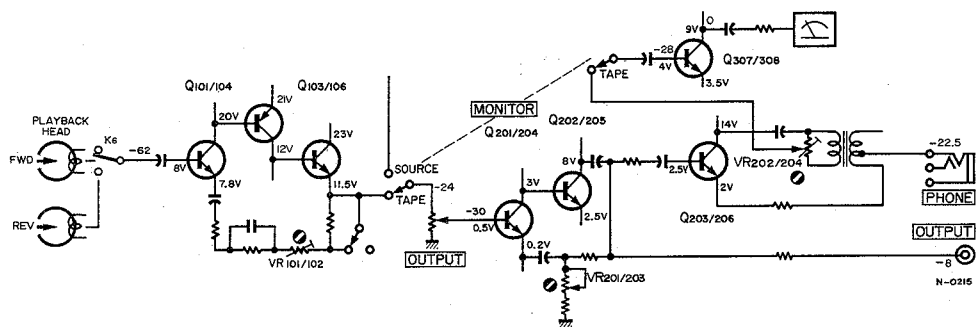 0
9V
-28
4V
Q307/308
TAPE
3.5V
Q101/104
Q103/106
21V
20V
MONITOR
Q202/205
Q201/204
PLAYBACK
HEAD
K6
FWD
-62
8V
12V
23V
7.8V
11.5V
SOURCE
TAPE
-24
8V
14V
2.5V
2V
VR202/204
-22.5
PHONE
3V
-30
0.5V
2.5V
Q203/206
REV
VR101/102
OUTPUT
0.2V
VR201/203
OUTPUT
-8
N-0215